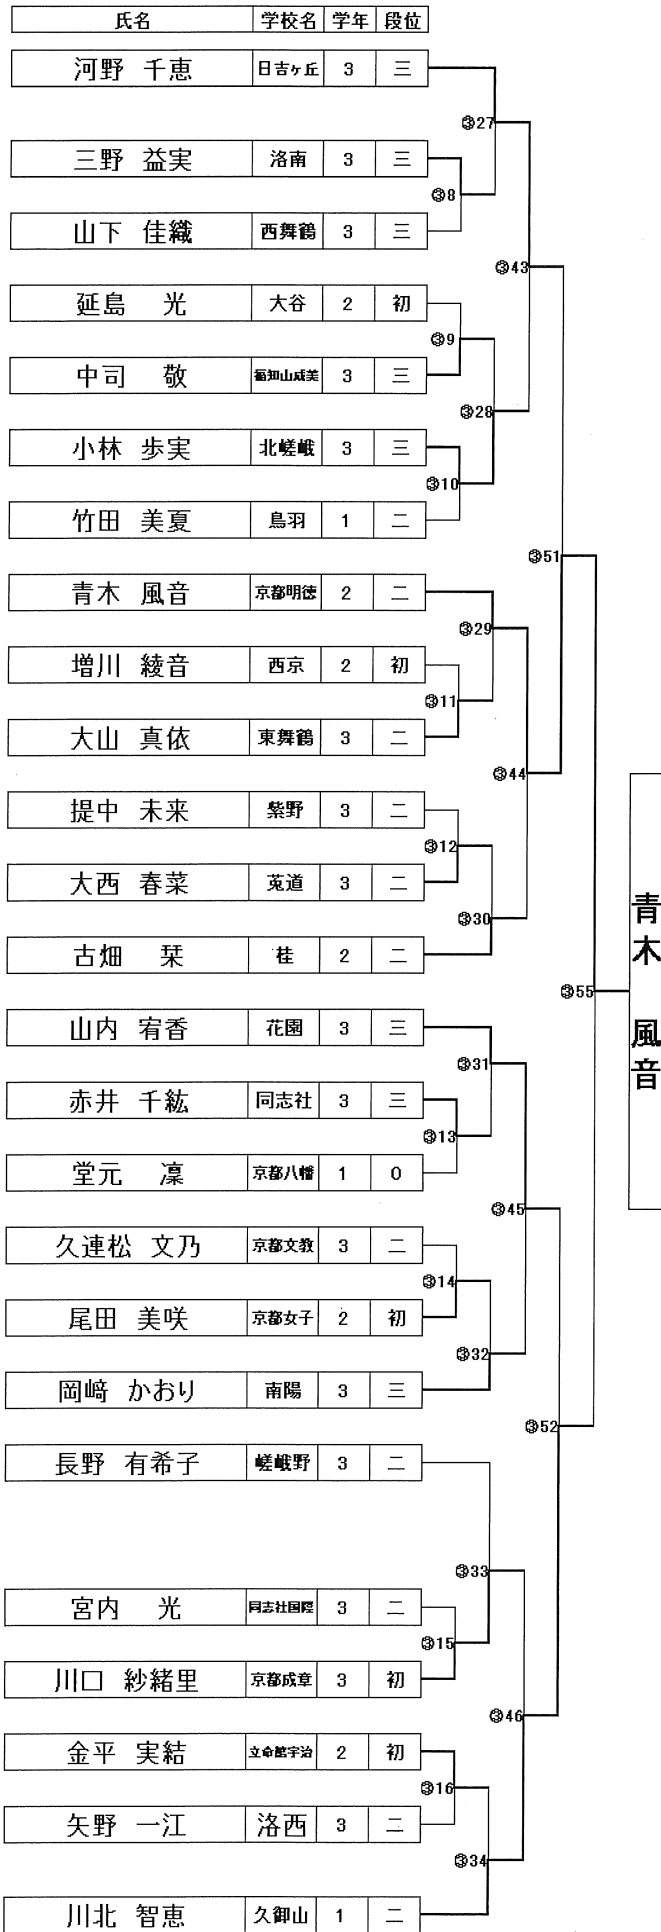 氏名 学校名 学年 段位
河野 千恵 日吉ヶ丘 3 三
③27
三野 益実 洛南 3 三
③8
山下 佳織 西舞鶴 3 三
③43
延島 光 大谷 2 初
③9
中司 敬 福知山成美 3 三
③28
小林 歩実 北嵯峨 3 三
③10
竹田 美夏 鳥羽 1 二
③51
青木 風音 京都明徳 2 二
③29
増川 綾音 西京 2 初
③11
大山 真依 東舞鶴 3 二
③44
提中 未来 紫野 3 二
③12
大西 春菜 莵道 3 二
③30
古畑 栞 桂 2 二
③55
青木 風音
山内 宥香 花園 3 三
③31
赤井 千紘 同志社 3 三
③13
堂元 凜 京都八幡 1 0
③45
久連松 文乃 京都文教 3 二
③14
尾田 美咲 京都女子 2 初
③32
岡﨑 かおり 南陽 3 三
③52
長野 有希子 嵯峨野 3 二
③33
宮内 光 同志社国際 3 二
③15
川口 紗緒里 京都成章 3 初
③46
金平 実結 立命館宇治 2 初
③16
矢野 一江 洛西 3 二
③34
川北 智恵 久御山 1 二